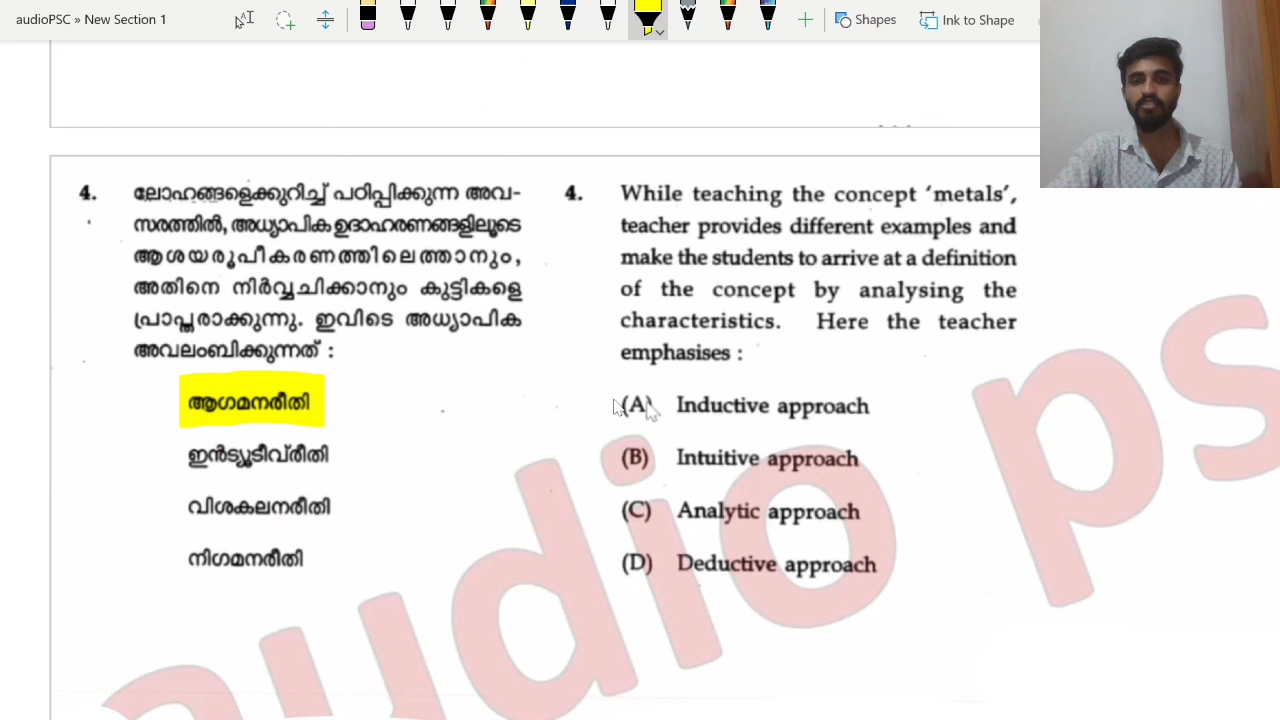 audioPSC » New Section 1
Shapes
Ink to Shape
4.
ലോഹങ്ങളെക്കുറിച്ച് പഠിപ്പിക്കുന്ന അവ-
സരത്തിൽ, അധ്യാപിക ഉദാഹരണങ്ങളിലൂടെ
ആശയരൂപീകരണത്തിലെത്താനും,
അതിനെ നിർവ്വചിക്കാനും കുട്ടികളെ
പ്രാപ്തരാക്കുന്നു. ഇവിടെ അധ്യാപിക
അവലംബിക്കുന്നത് :
ആഗമനരീതി
ഇൻട്യൂടീവ്‌രീതി
വിശകലനരീതി
നിഗമനരീതി
4.
While teaching the concept ‘metals’,
teacher provides different examples and
make the students to arrive at a definition
of the concept by analysing the
characteristics. Here the teacher
emphasises :
(A) Inductive approach
(B) Intuitive approach
(C) Analytic approach
(D) Deductive approach
audio ps